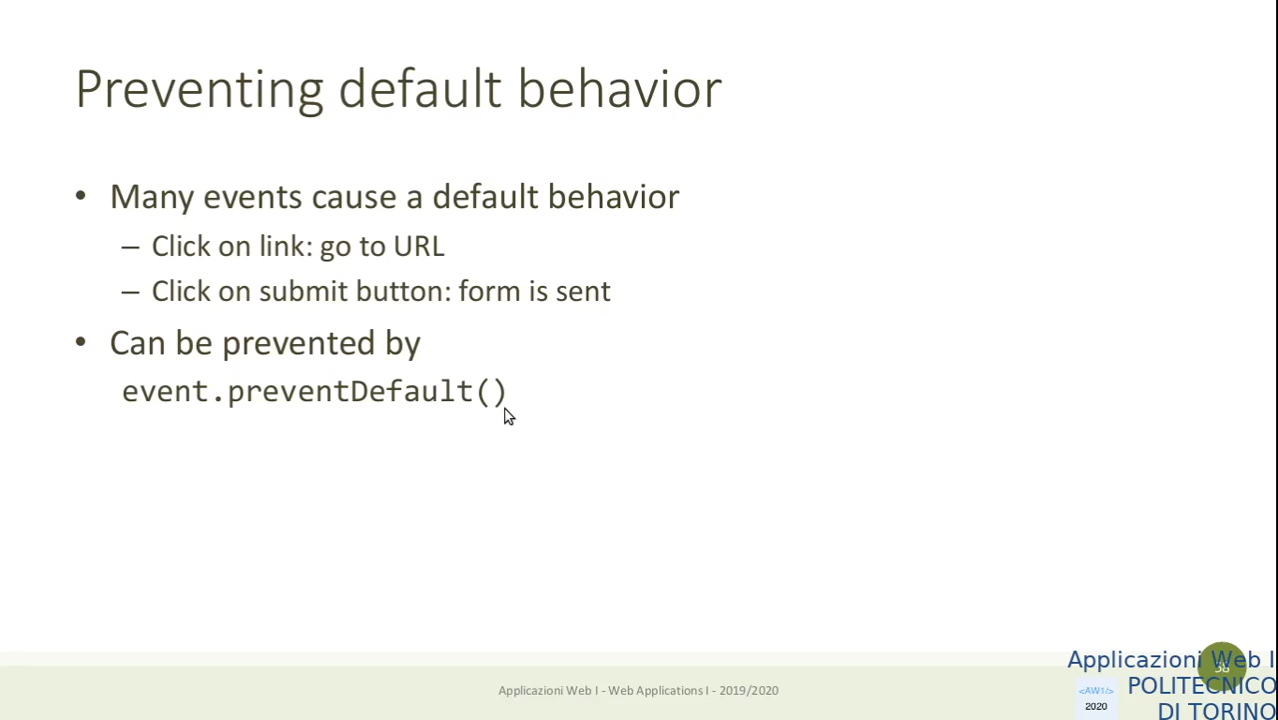 Preventing default behavior
• Many events cause a default behavior
– Click on link: go to URL
– Click on submit button: form is sent
• Can be prevented by
event.preventDefault()
Applicazioni Web I - Web Applications I - 2019/2020
Applicazioni Web I
POLITECNICO
DI TORINO
<AW1/>
2020